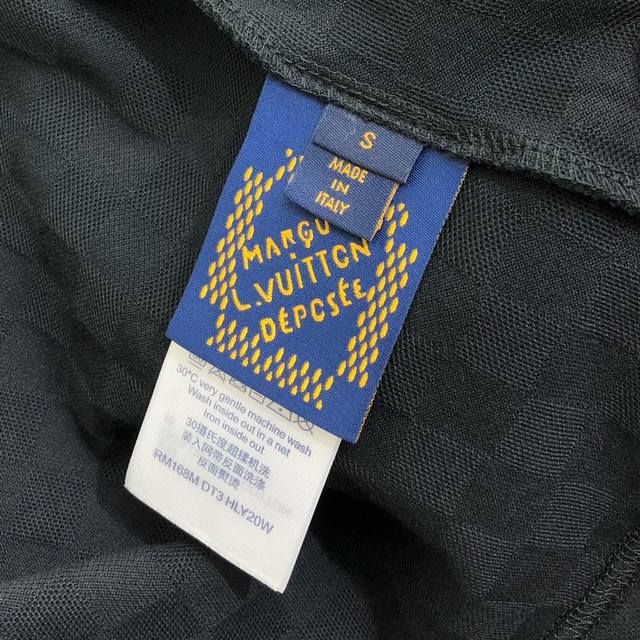 S
MADE
IN
ITALY
MARQU
L.VUITTON
DÉPOSÉE
30°C very gentle machine wash
Wash inside out in a net
Iron inside out
30摄氏度超柔机洗
装入网带反面洗涤
反面熨烫
RM168M DT3 HLY20W